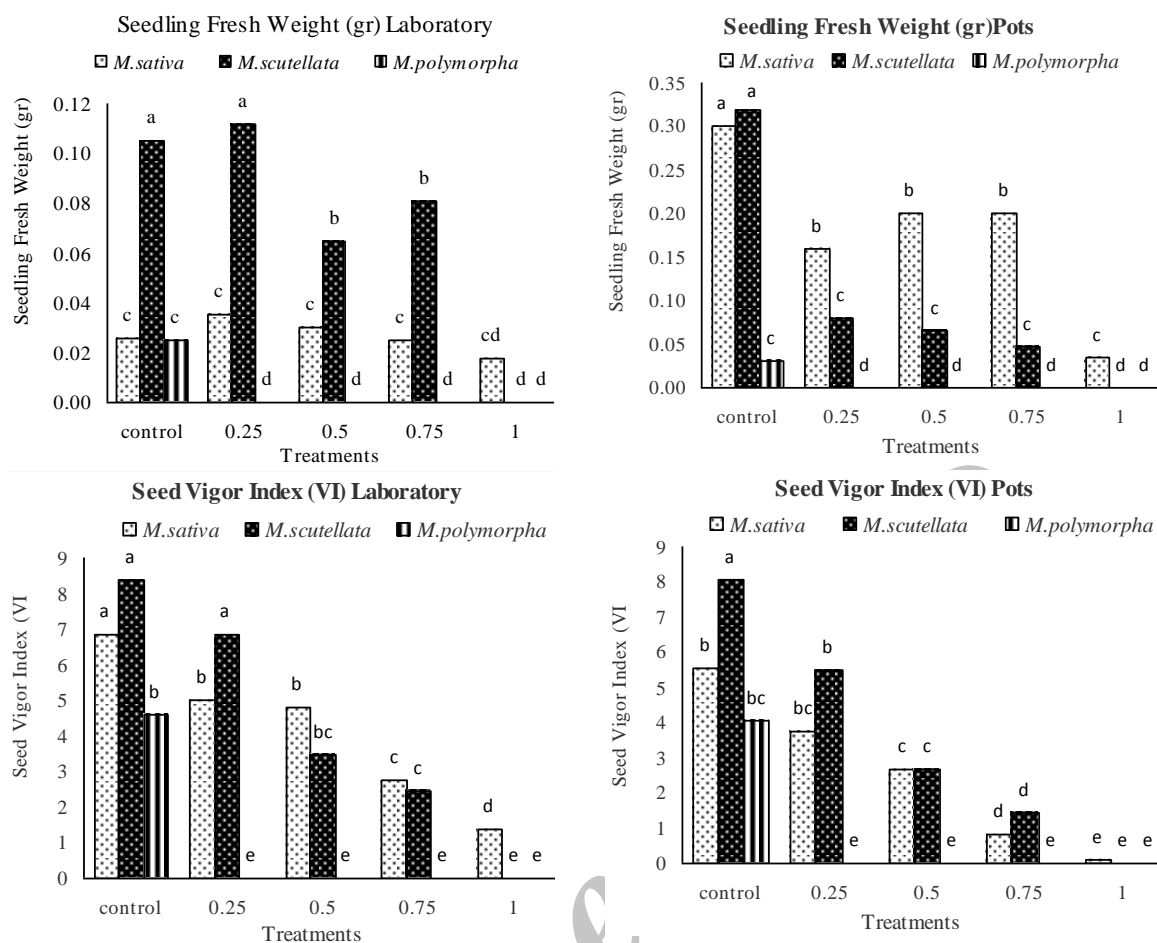 Seedling Fresh Weight (gr) Laboratory
M.sativa M.scutellata M.polymorpha
Seedling Fresh Weight (gr)
0.12
0.10
0.08
0.06
0.04
0.02
0.00
c a c
c a d
c b d
c b d
cd d d
control 0.25 0.5 0.75 1
Treatments
Seedling Fresh Weight (gr)Pots
M.sativa M.scutellata M.polymorpha
Seedling Fresh Weight (gr)
0.35
0.30
0.25
0.20
0.15
0.10
0.05
0.00
a a c
b c d
b c d
b c d
c d d
control 0.25 0.5 0.75 1
Treatments
Seed Vigor Index (VI) Laboratory
M.sativa M.scutellata M.polymorpha
Seed Vigor Index (VI
9
8
7
6
5
4
3
2
1
0
a a b
b a e
b bc e
c c e
d e e
control 0.25 0.5 0.75 1
Treatments
Seed Vigor Index (VI) Pots
M.sativa M.scutellata M.polymorpha
Seed Vigor Index (VI
9
8
7
6
5
4
3
2
1
0
b a bc
bc b e
c c e
d d e
e e e
control 0.25 0.5 0.75 1
Treatments